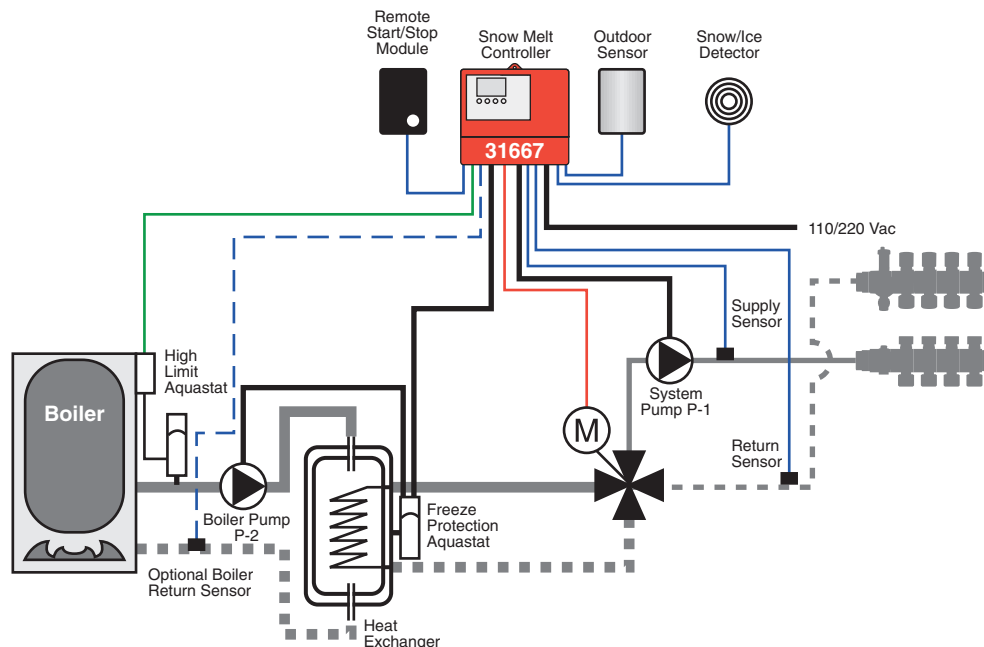 Remote
Start/Stop
Module
Snow Melt
Controller
Outdoor
Sensor
Snow/Ice
Detector
31667
110/220 Vac
Supply
Sensor
High
Limit
Aquastat
Boiler
System
Pump P-1
M
Return
Sensor
Boiler Pump
P-2
Freeze
Protection
Aquastat
Optional Boiler
Return Sensor
Heat
Exchanger